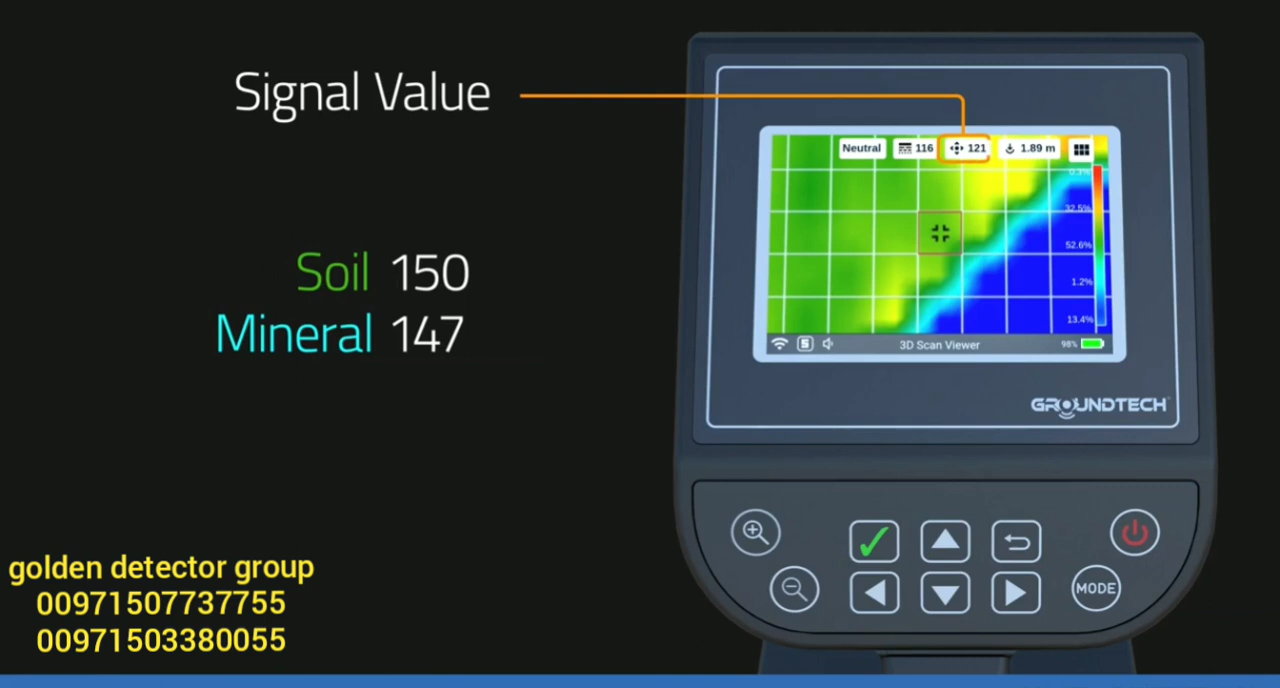 Signal Value
Neutral 116 121 1.89 m
0.3%
32.5%
52.6%
1.2%
13.4%
Soil 150
Mineral 147
S 3D Scan Viewer 98%
GROUNDTECH
MODE
golden detector group
00971507737755
00971503380055